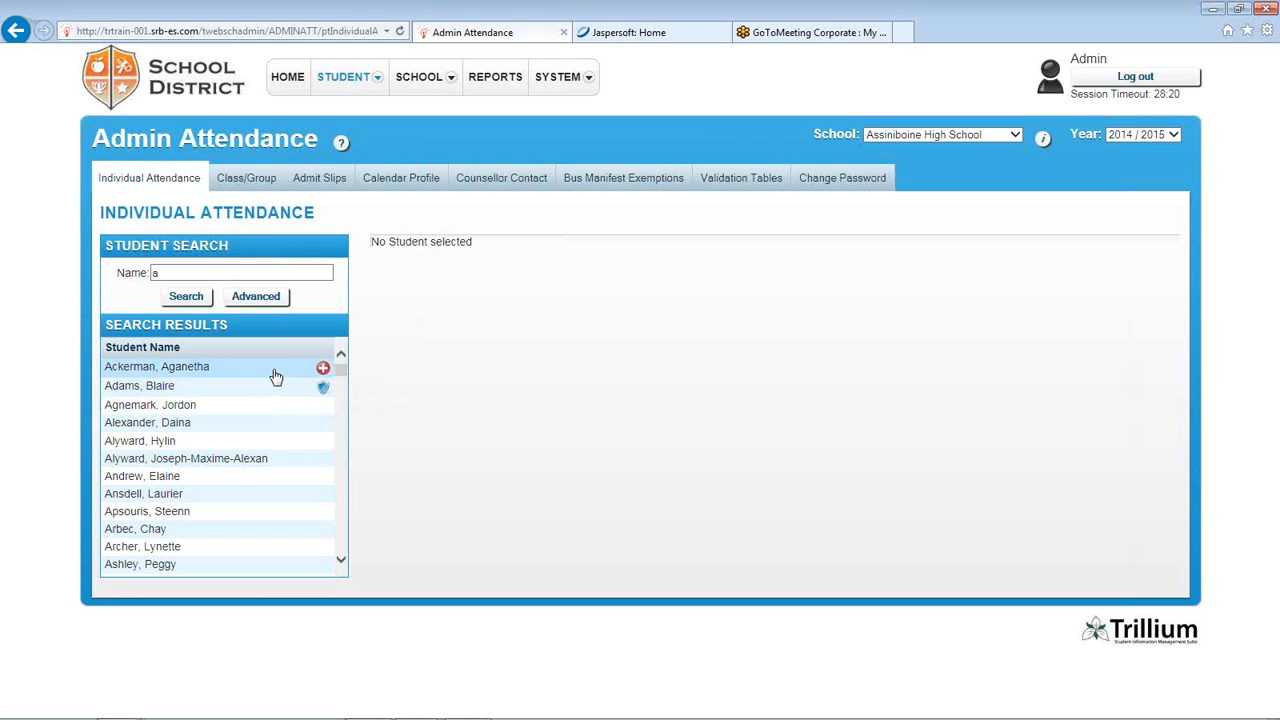 http://trtrain-001.srb-es.com/twebschadmin/ADMINATT/ptIndividualA
Admin Attendance
Jaspersoft: Home
GoToMeeting Corporate : My ...
SCHOOL DISTRICT
HOME
STUDENT
SCHOOL
REPORTS
SYSTEM
Admin
Log out
Session Timeout: 28:20
Admin Attendance ?
School: Assiniboine High School
i
Year: 2014 / 2015
Individual Attendance
Class/Group
Admit Slips
Calendar Profile
Counsellor Contact
Bus Manifest Exemptions
Validation Tables
Change Password
INDIVIDUAL ATTENDANCE
STUDENT SEARCH
No Student selected
Name: a
Search
Advanced
SEARCH RESULTS
Student Name
Ackerman, Aganetha
Adams, Blaire
Agnemark, Jordon
Alexander, Daina
Alyward, Hylin
Alyward, Joseph-Maxime-Alexan
Andrew, Elaine
Ansdell, Laurier
Apsouris, Steenn
Arbec, Chay
Archer, Lynette
Ashley, Peggy
Trillium
Student Information Management Suite